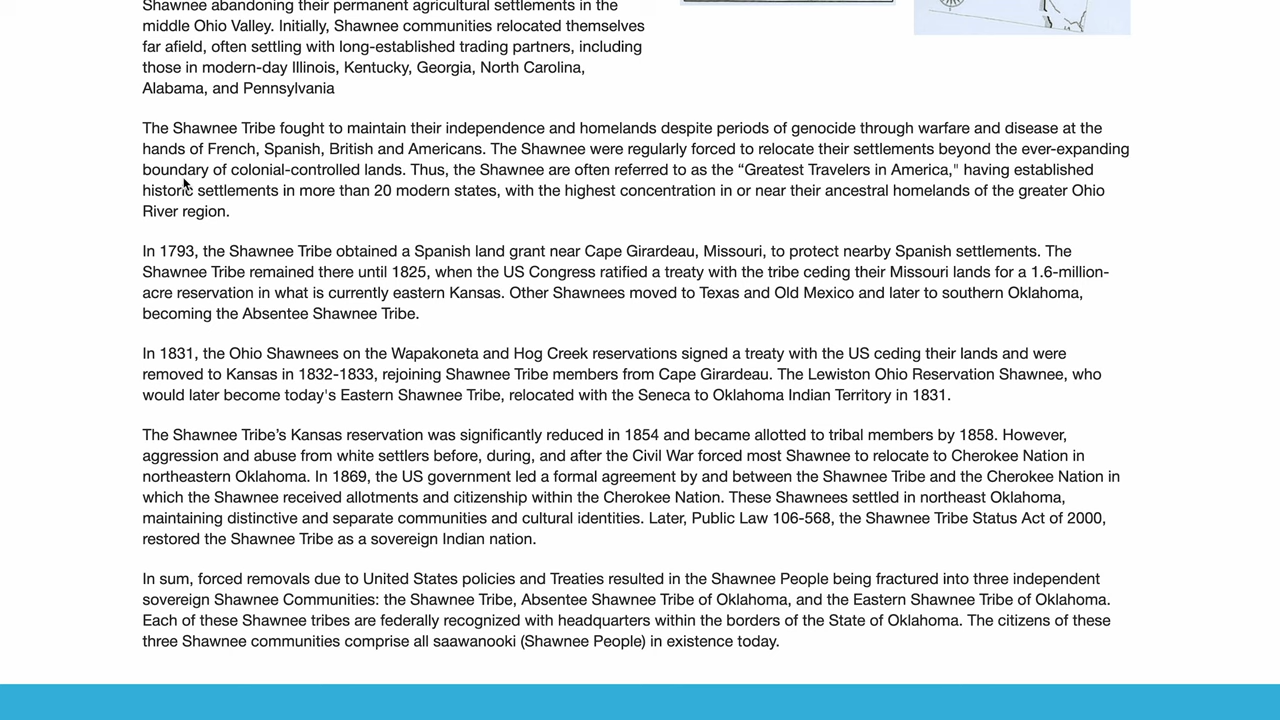 Shawnee abandoning their permanent agricultural settlements in the
middle Ohio Valley. Initially, Shawnee communities relocated themselves
far afield, often settling with long-established trading partners, including
those in modern-day Illinois, Kentucky, Georgia, North Carolina,
Alabama, and Pennsylvania
The Shawnee Tribe fought to maintain their independence and homelands despite periods of genocide through warfare and disease at the
hands of French, Spanish, British and Americans. The Shawnee were regularly forced to relocate their settlements beyond the ever-expanding
boundary of colonial-controlled lands. Thus, the Shawnee are often referred to as the “Greatest Travelers in America," having established
historic settlements in more than 20 modern states, with the highest concentration in or near their ancestral homelands of the greater Ohio
River region.
In 1793, the Shawnee Tribe obtained a Spanish land grant near Cape Girardeau, Missouri, to protect nearby Spanish settlements. The
Shawnee Tribe remained there until 1825, when the US Congress ratified a treaty with the tribe ceding their Missouri lands for a 1.6-million-
acre reservation in what is currently eastern Kansas. Other Shawnees moved to Texas and Old Mexico and later to southern Oklahoma,
becoming the Absentee Shawnee Tribe.
In 1831, the Ohio Shawnees on the Wapakoneta and Hog Creek reservations signed a treaty with the US ceding their lands and were
removed to Kansas in 1832-1833, rejoining Shawnee Tribe members from Cape Girardeau. The Lewiston Ohio Reservation Shawnee, who
would later become today's Eastern Shawnee Tribe, relocated with the Seneca to Oklahoma Indian Territory in 1831.
The Shawnee Tribe’s Kansas reservation was significantly reduced in 1854 and became allotted to tribal members by 1858. However,
aggression and abuse from white settlers before, during, and after the Civil War forced most Shawnee to relocate to Cherokee Nation in
northeastern Oklahoma. In 1869, the US government led a formal agreement by and between the Shawnee Tribe and the Cherokee Nation in
which the Shawnee received allotments and citizenship within the Cherokee Nation. These Shawnees settled in northeast Oklahoma,
maintaining distinctive and separate communities and cultural identities. Later, Public Law 106-568, the Shawnee Tribe Status Act of 2000,
restored the Shawnee Tribe as a sovereign Indian nation.
In sum, forced removals due to United States policies and Treaties resulted in the Shawnee People being fractured into three independent
sovereign Shawnee Communities: the Shawnee Tribe, Absentee Shawnee Tribe of Oklahoma, and the Eastern Shawnee Tribe of Oklahoma.
Each of these Shawnee tribes are federally recognized with headquarters within the borders of the State of Oklahoma. The citizens of these
three Shawnee communities comprise all saawanooki (Shawnee People) in existence today.